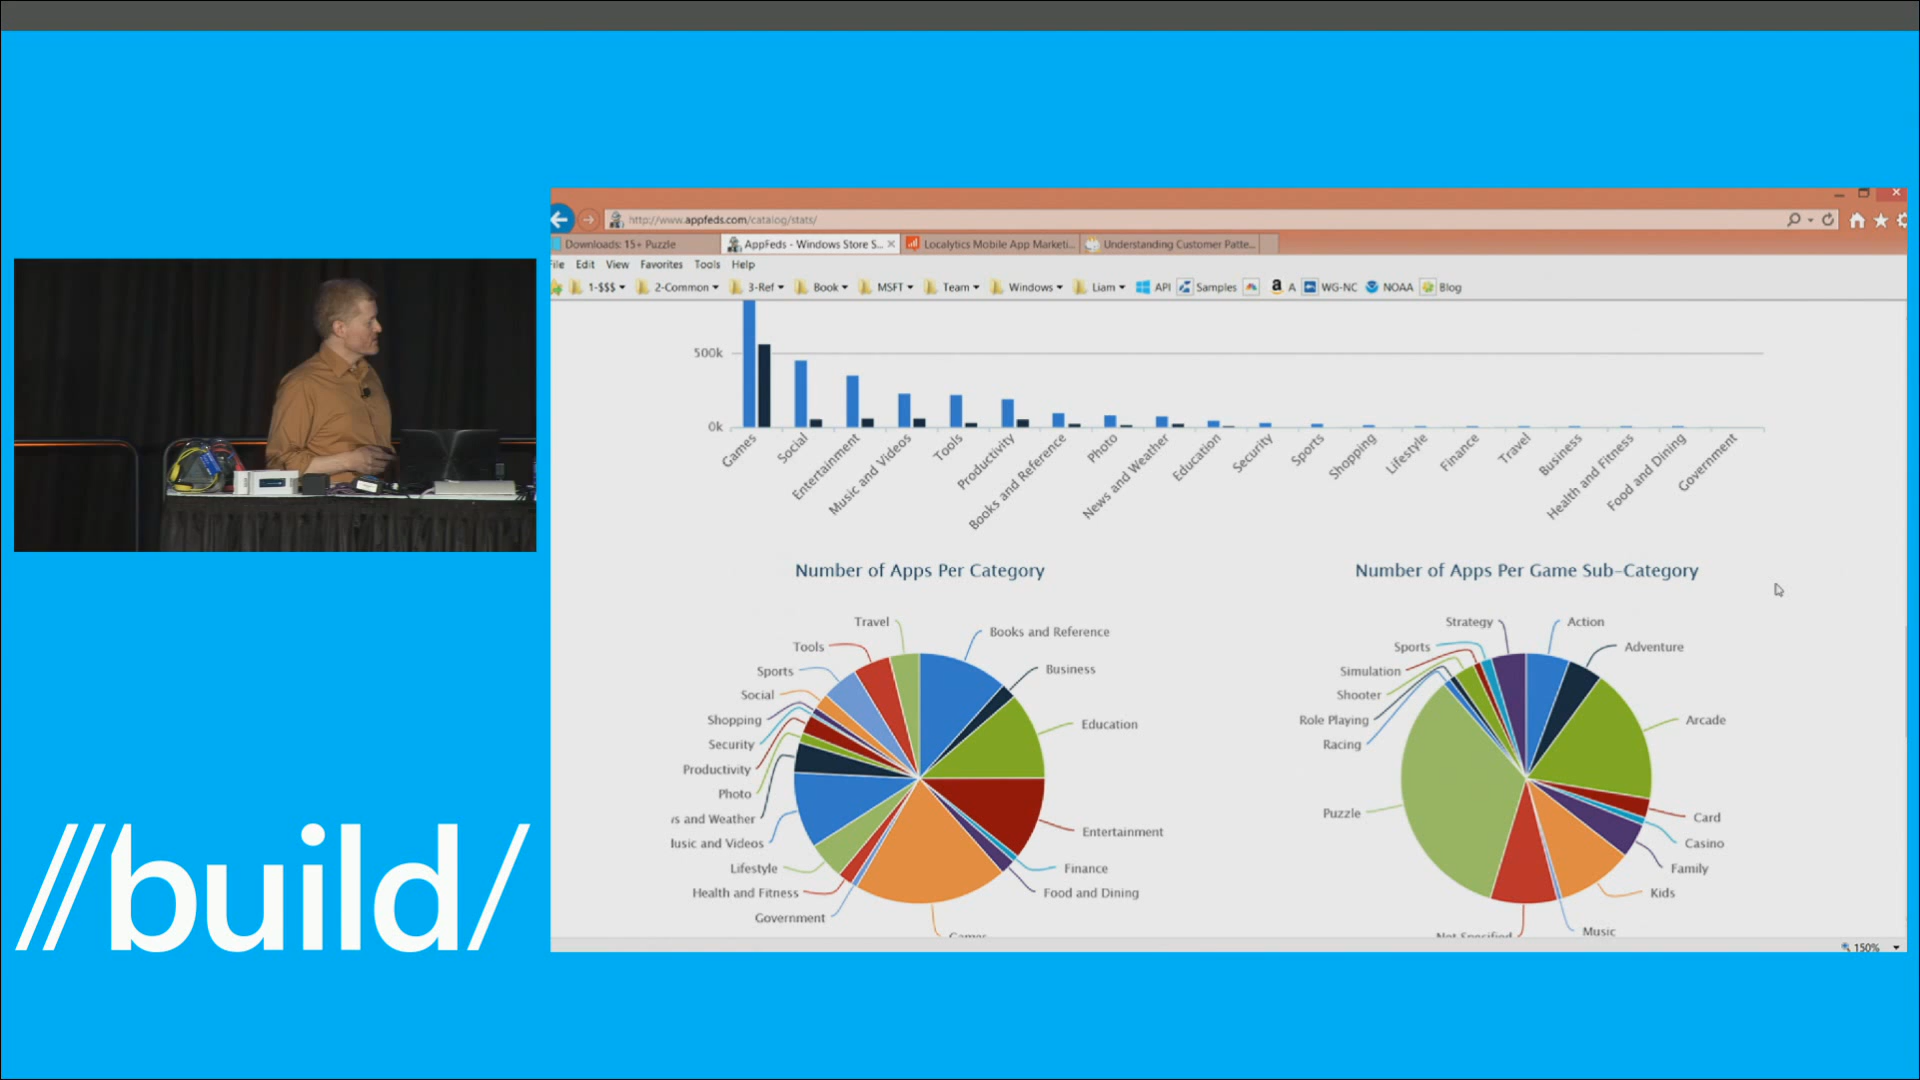 http://www.appfeds.com/catalog/stats/
Downloads: 15+ Puzzle
AppFeds - Windows Store S...
Localytics Mobile App Marketi...
Understanding Customer Patte...
File Edit View Favorites Tools Help
1-$$$ 2-Common 3-Ref Book MSFT Team Windows Liam API Samples a A WG-NC NOAA Blog
500k
0k
Games
Social
Entertainment
Music and Videos
Tools
Productivity
Books and Reference
Photo
News and Weather
Education
Security
Sports
Shopping
Lifestyle
Finance
Travel
Business
Health and Fitness
Food and Dining
Government
Number of Apps Per Category
Travel
Tools
Sports
Social
Shopping
Security
Productivity
Photo
s and Weather
usic and Videos
Lifestyle
Health and Fitness
Government
Games
Books and Reference
Business
Education
Entertainment
Finance
Food and Dining
Number of Apps Per Game Sub-Category
Strategy
Sports
Simulation
Shooter
Role Playing
Racing
Puzzle
Not Specified
Action
Adventure
Arcade
Card
Casino
Family
Kids
Music
150%
//build/